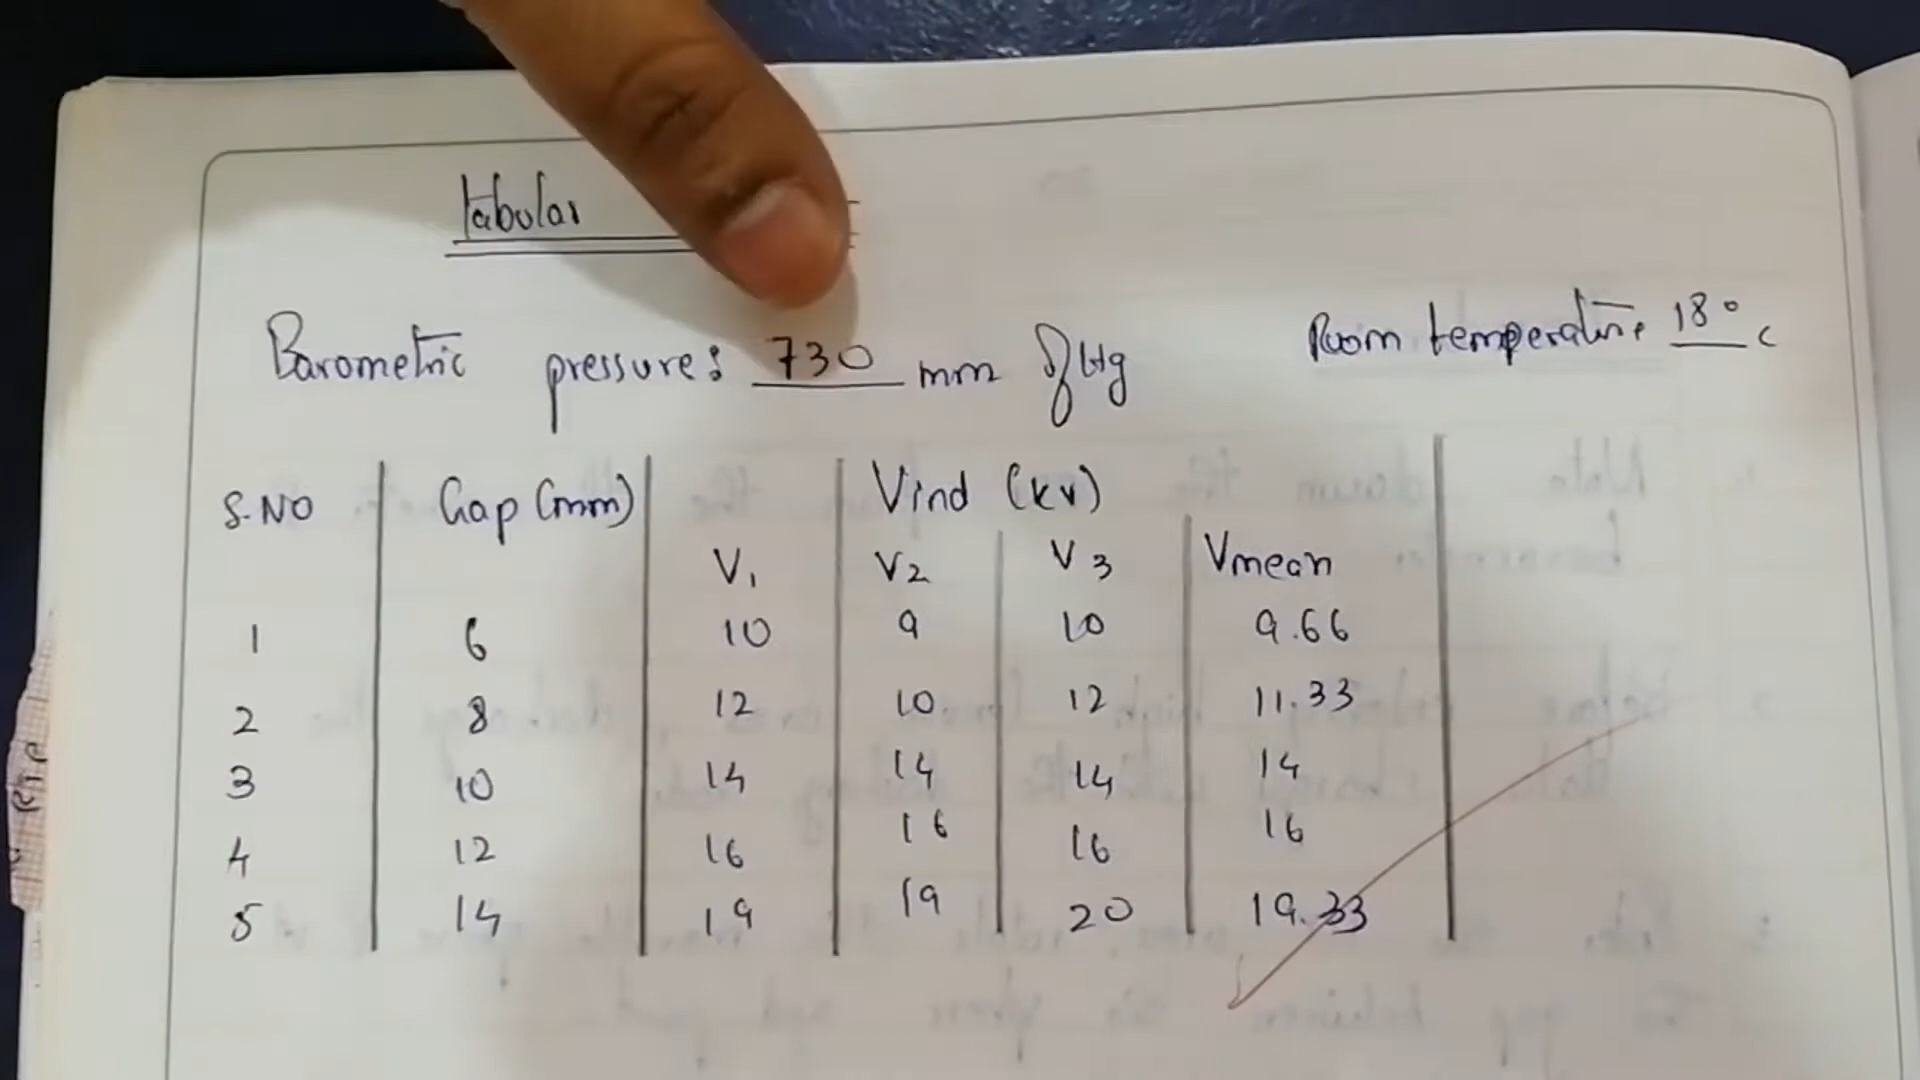 Tabular
Barometric pressure: 730 mm of Hg Room temperature 18°c
S.NO Gap (mm) Vind (kv)
V1 V2 V3 Vmean
1 6 10 9 10 9.66
2 8 12 10. 12 11.33
3 10 14 14 14 14
4 12 16 16 16 16
5 14 19 19 20 19.33